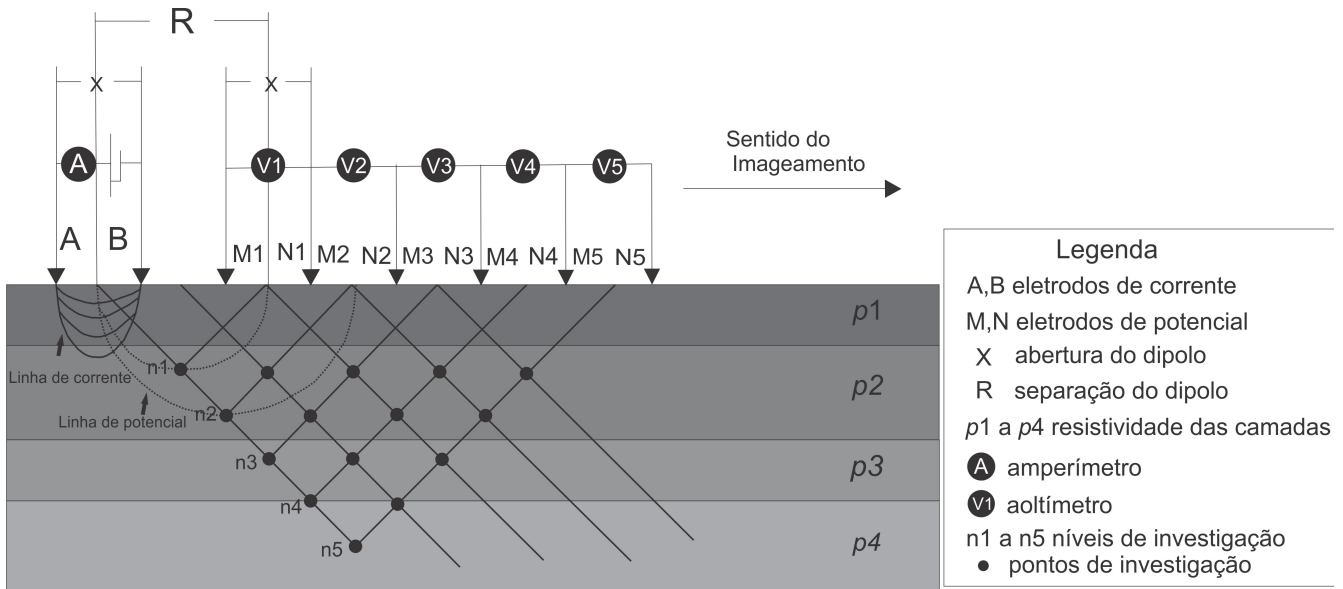 R
X
X
A
V1
V2
V3
V4
V5
Sentido do
Imageamento
A
B
M1
N1
M2
N2
M3
N3
M4
N4
M5
N5
p1
n1
Linha de corrente
p2
Linha de potencial
n2
n3
p3
n4
n5
p4
Legenda
A,B eletrodos de corrente
M,N eletrodos de potencial
X abertura do dipolo
R separação do dipolo
p1 a p4 resistividade das camadas
A amperímetro
V1 aoltímetro
n1 a n5 níveis de investigação
pontos de investigação